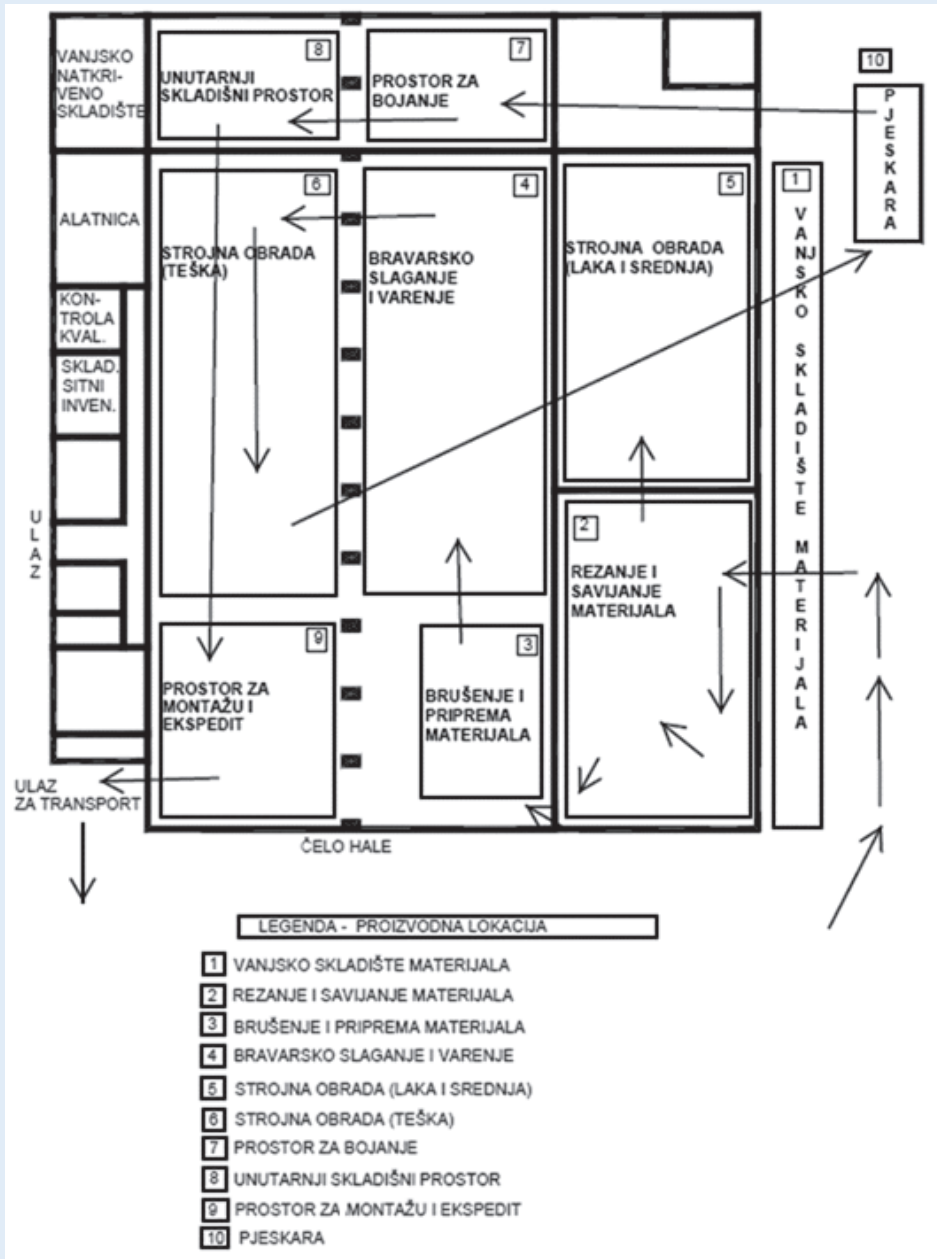 VANJSKO
NATKRI-
VENO
SKLADIŠTE
8
UNUTARNJI
SKLADIŠNI PROSTOR
7
PROSTOR ZA
BOJANJE
10
PJESKARA
ALATNICA
KON-
TROLA
KVAL.
SKLAD.
SITNI
INVEN.
6
STROJNA OBRADA
(TEŠKA)
4
BRAVARSKO
SLAGANJE
I VARENJE
5
STROJNA OBRADA
(LAKA I SREDNJA)
1
VANJSKO SKLADIŠTE MATERIJALA
ULAZ
2
REZANJE I
SAVIJANJE
MATERIJALA
9
PROSTOR ZA
MONTAŽU I
EKSPEDIT
3
BRUŠENJE I
PRIPREMA
MATERIJALA
ULAZ
ZA TRANSPORT
ČELO HALE
LEGENDA - PROIZVODNA LOKACIJA
1 VANJSKO SKLADIŠTE MATERIJALA
2 REZANJE I SAVIJANJE MATERIJALA
3 BRUŠENJE I PRIPREMA MATERIJALA
4 BRAVARSKO SLAGANJE I VARENJE
5 STROJNA OBRADA (LAKA I SREDNJA)
6 STROJNA OBRADA (TEŠKA)
7 PROSTOR ZA BOJANJE
8 UNUTARNJI SKLADIŠNI PROSTOR
9 PROSTOR ZA MONTAŽU I EKSPEDIT
10 PJESKARA